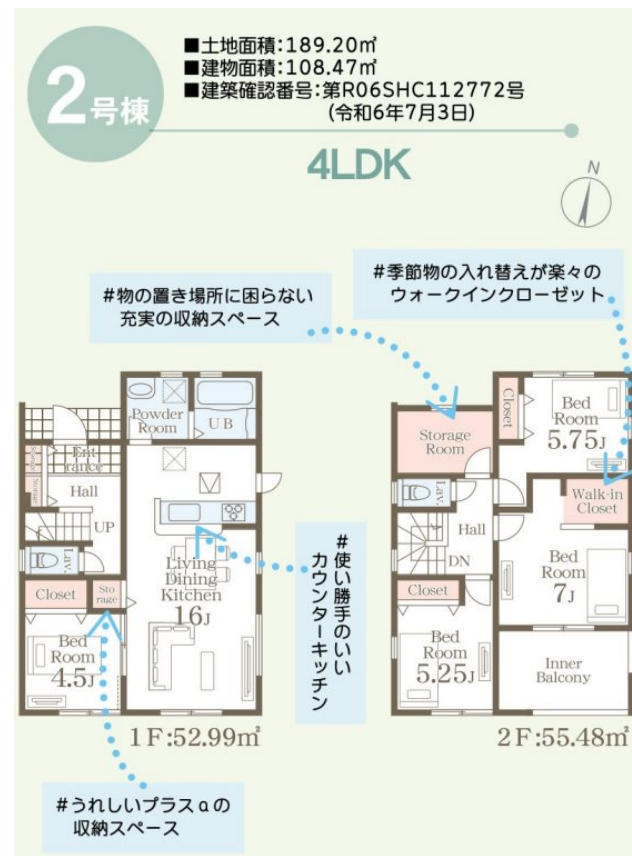 2号棟
■土地面積:189.20㎡
■建物面積:108.47㎡
■建築確認番号:第R06SHC112772号
(令和6年7月3日)
4LDK
N
#物の置き場所に困らない
充実の収納スペース
#季節物の入れ替えが楽々の
ウォークインクローゼット
Powder
Room
UB
Ent
rance
Storage
Storage
Hall
UP
Lav.
Closet
Sto
rage
Bed
Room
4.5J
Living
Dining
Kitchen
16J
1F:52.99㎡
#使い勝手のいい
カウンターキッチン
#うれしいプラスαの
収納スペース
Storage
Room
Closet
Bed
Room
5.75J
Lav.
Walk-in
Closet
Hall
DN
Bed
Room
7J
Closet
Bed
Room
5.25J
Inner
Balcony
2F:55.48㎡